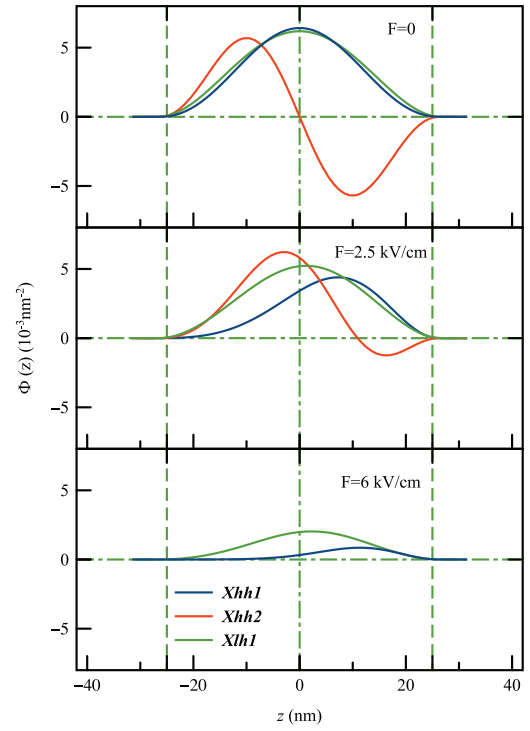 F=0
5
0
−5
F=2.5 kV/cm
5
0
−5
Φ (z) (10⁻³nm⁻²)
F=6 kV/cm
5
0
−5
Xhh1
Xhh2
Xlh1
−40 −20 0 20 40
z (nm)